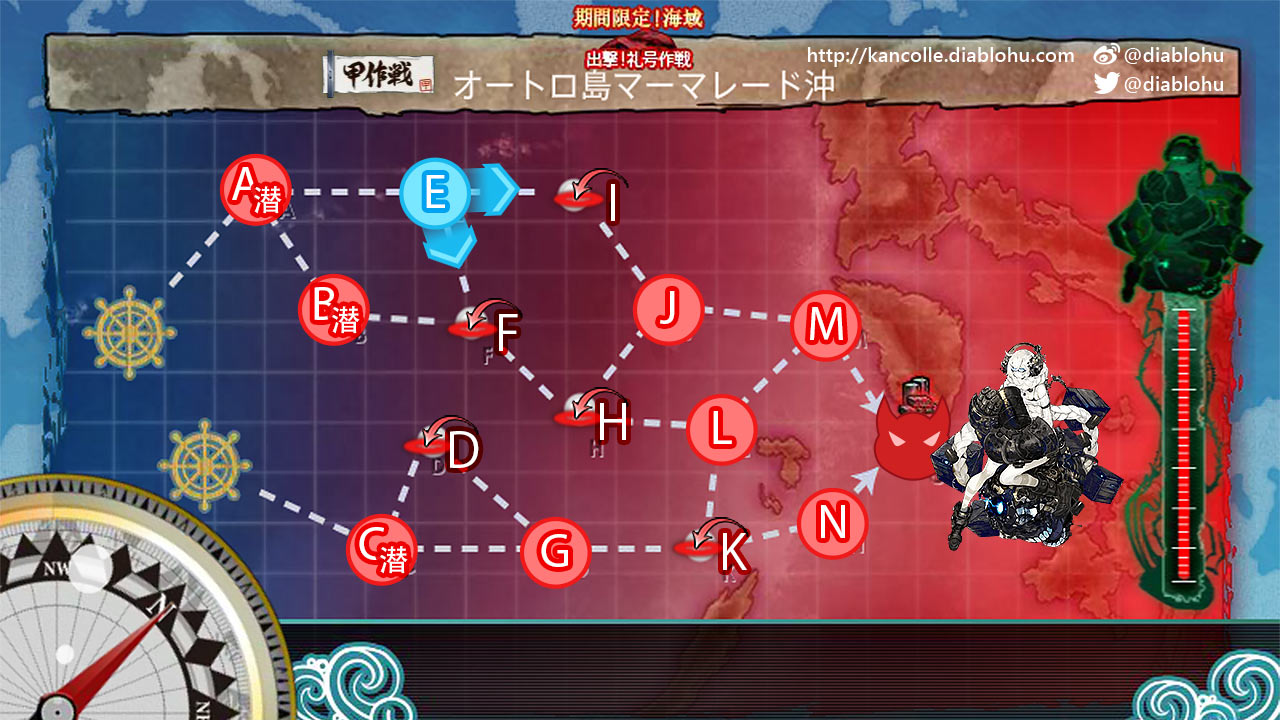 期間限定！海域
出撃！礼号作戦
甲作戦
オートロ島マーマレード沖
http://kancolle.diablohu.com
@diablohu
@diablohu
A潜
E
I
B潜
F
J
M
D
H
L
C潜
G
K
N
NW
N